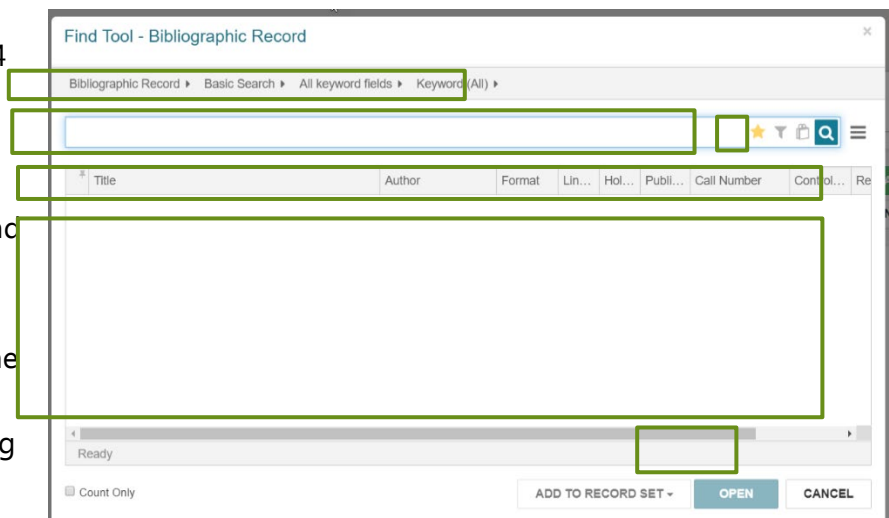 Find Tool - Bibliographic Record ×
4
Bibliographic Record Basic Search All keyword fields Keyword (All)
Title Author Format Lin... Hol... Publi... Call Number Control... Re
g
Ready
Count Only ADD TO RECORD SET OPEN CANCEL